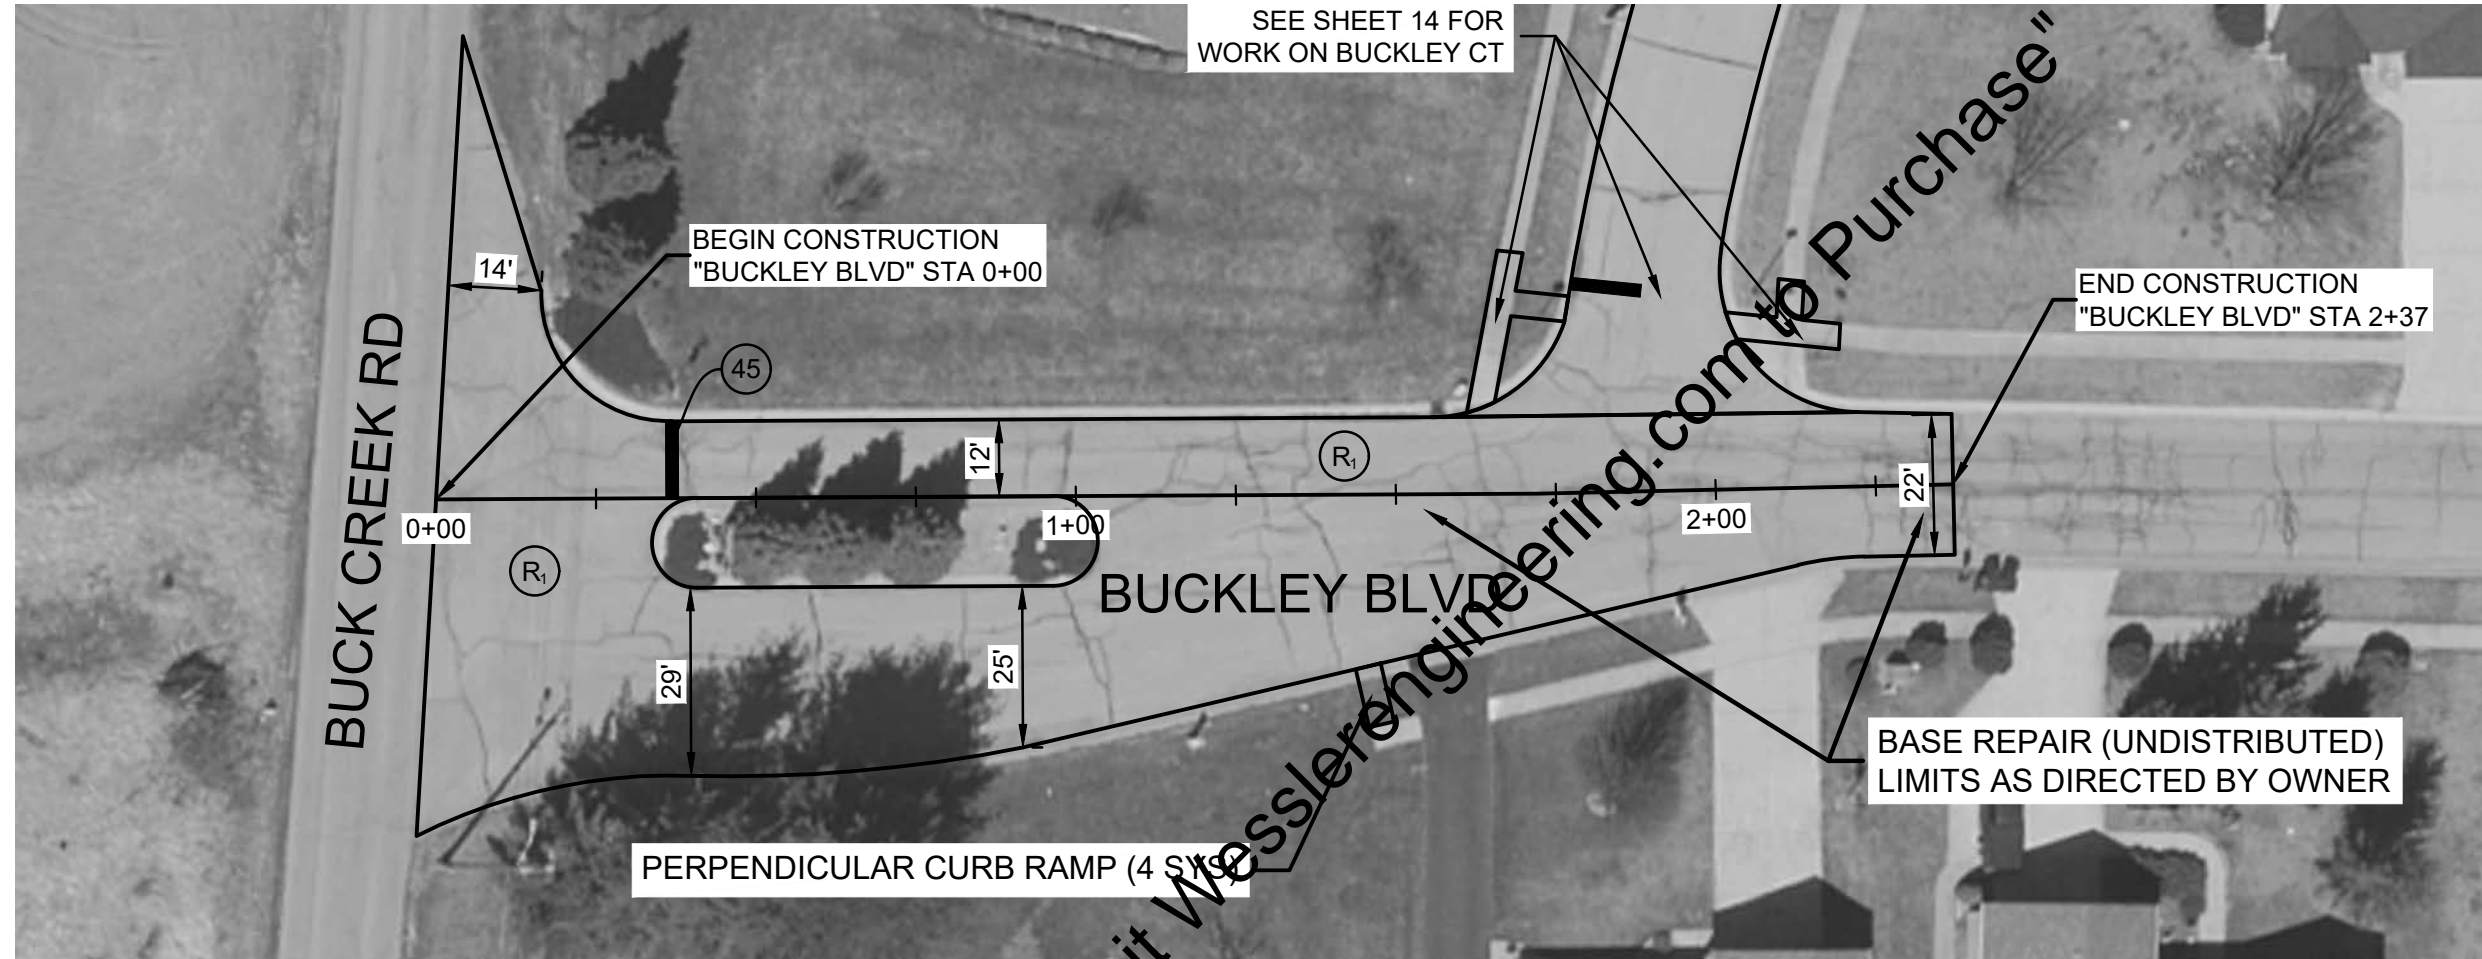 SEE SHEET 14 FOR
WORK ON BUCKLEY CT
BEGIN CONSTRUCTION
"BUCKLEY BLVD" STA 0+00
14'
END CONSTRUCTION
"BUCKLEY BLVD" STA 2+37
45
12'
R1
22'
0+00
1+00
2+00
R1
BUCK CREEK RD
BUCKLEY BLVD
29'
25'
BASE REPAIR (UNDISTRIBUTED)
LIMITS AS DIRECTED BY OWNER
PERPENDICULAR CURB RAMP (4 SYS)
it Wesslerengineering.com to Purchase"